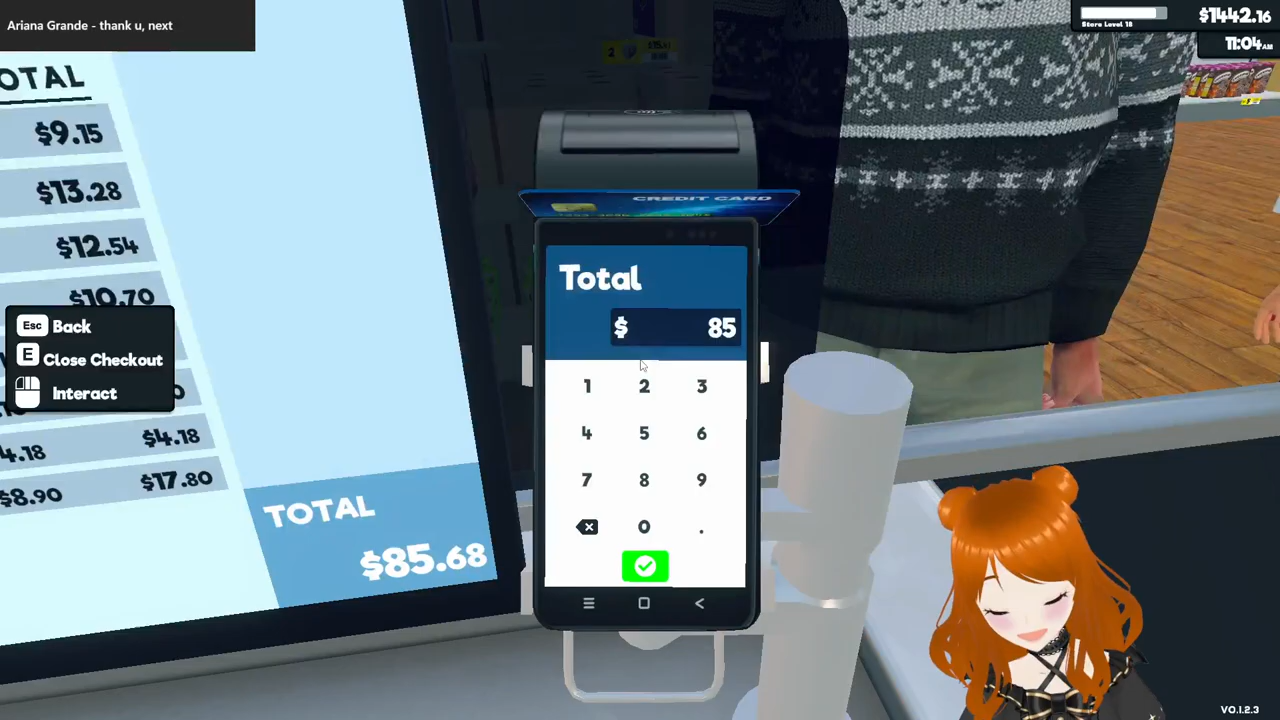 Ariana Grande - thank u, next
$1442.16
Store Level 18
11:04AM
OTAL
$9.15
$13.28
$12.54
$10.70
Esc Back
E Close Checkout
Interact
4.18 $4.18
$8.90 $17.80
TOTAL
$85.68
CREDIT CARD
Total
$ 85
1 2 3
4 5 6
7 8 9
0 .
V0.1.2.3